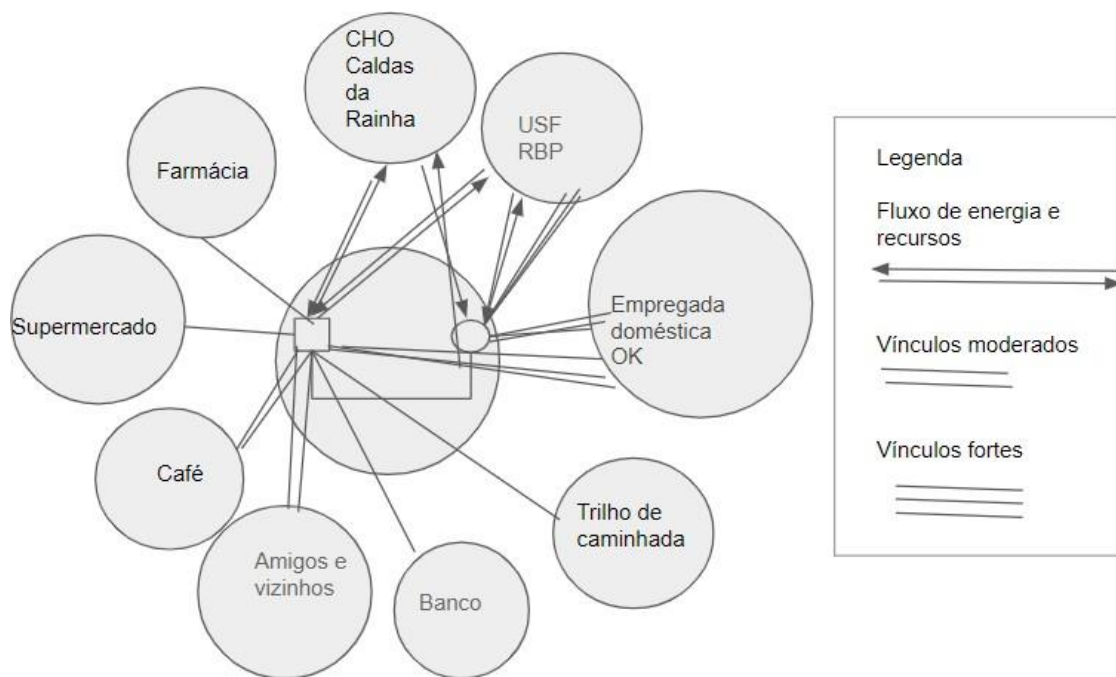 CHO
Caldas
da
Rainha
USF
RBP
Farmácia
Supermercado
Empregada
doméstica
OK
Café
Amigos e
vizinhos
Banco
Trilho de
caminhada
Legenda
Fluxo de energia e
recursos
Vínculos moderados
Vínculos fortes